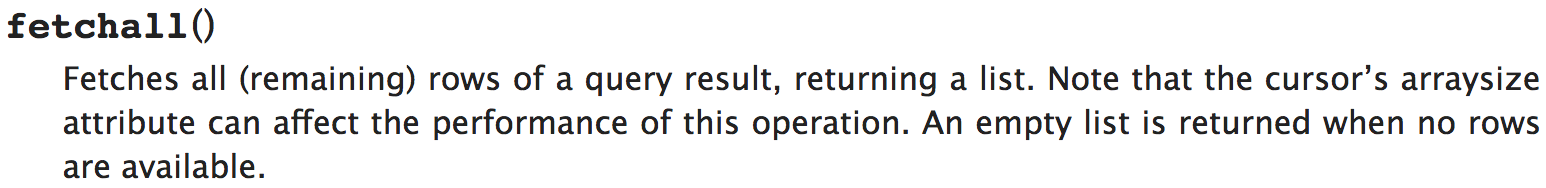 fetchall()
Fetches all (remaining) rows of a query result, returning a list. Note that the cursor’s arraysize
attribute can affect the performance of this operation. An empty list is returned when no rows
are available.